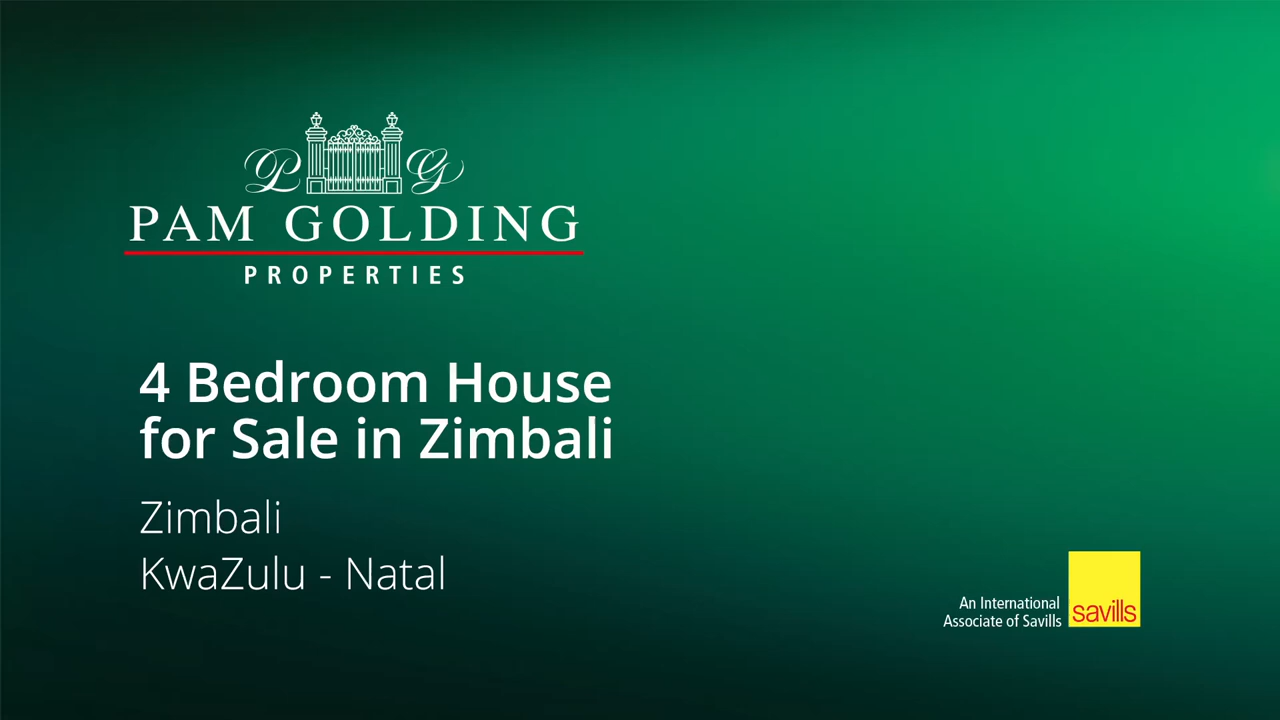 P G
PAM GOLDING
PROPERTIES
4 Bedroom House
for Sale in Zimbali
Zimbali
KwaZulu - Natal
An International
Associate of Savills
savills